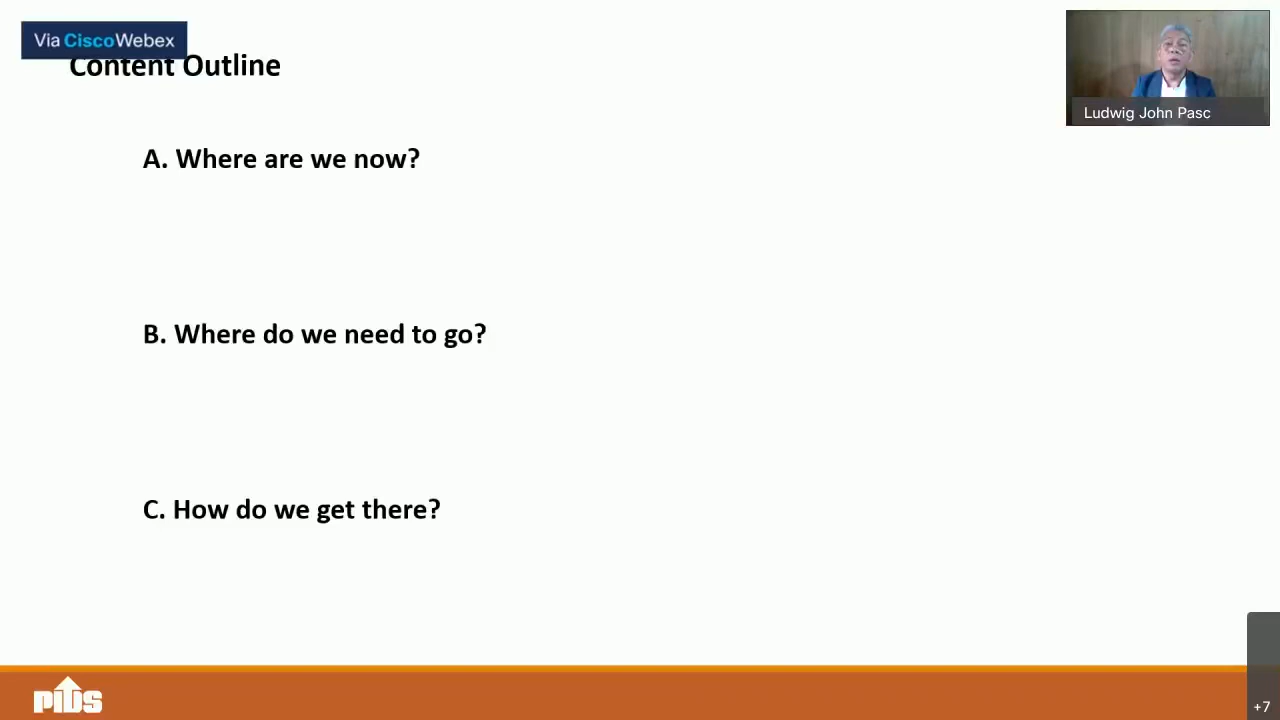 Via CiscoWebex
Content Outline
Ludwig John Pasc
A. Where are we now?
B. Where do we need to go?
C. How do we get there?
PIDS
+7